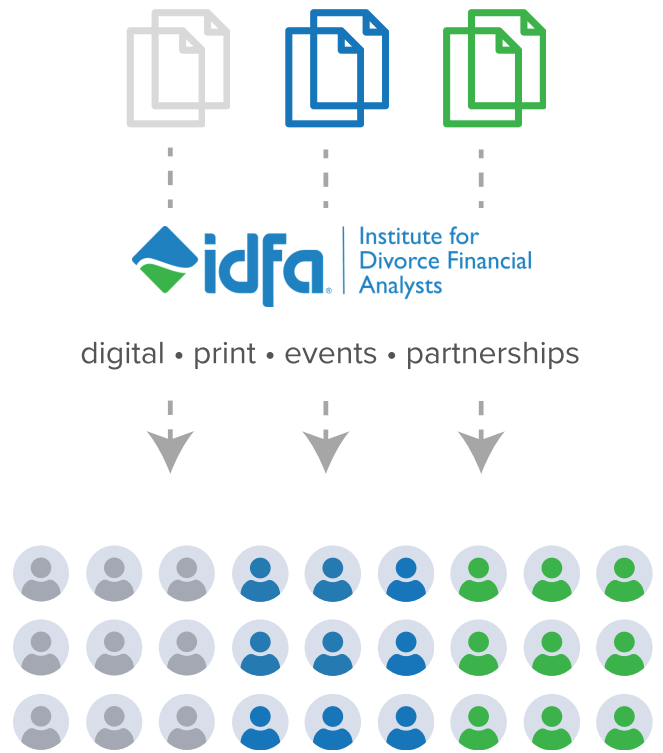 idfa®
Institute for
Divorce Financial
Analysts
digital • print • events • partnerships